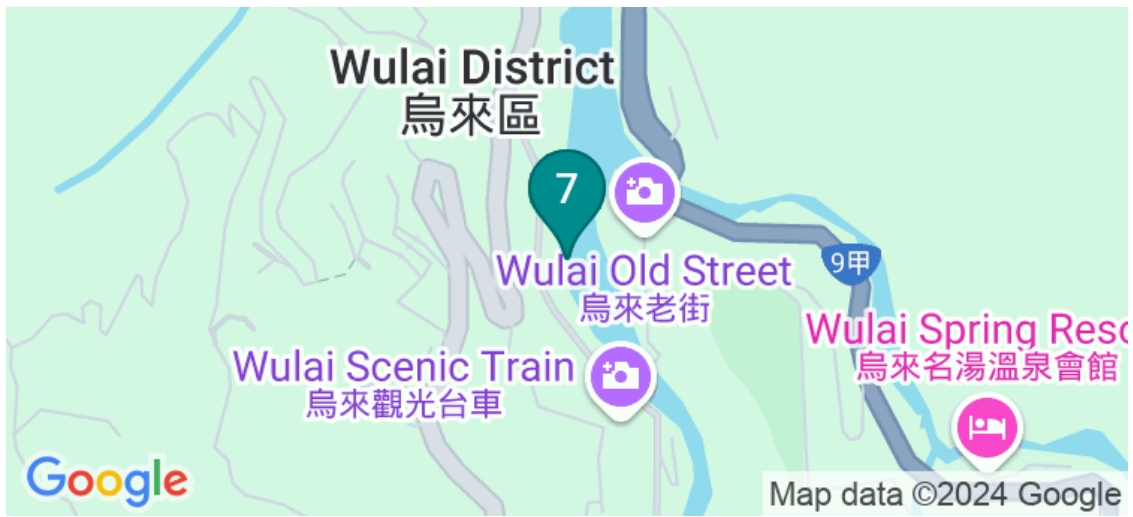 Wulai District
烏來區
7
Wulai Old Street
烏來老街
9甲
Wulai Spring Reso
烏來名湯溫泉會館
Wulai Scenic Train
烏來觀光台車
Google
Map data ©2024 Google